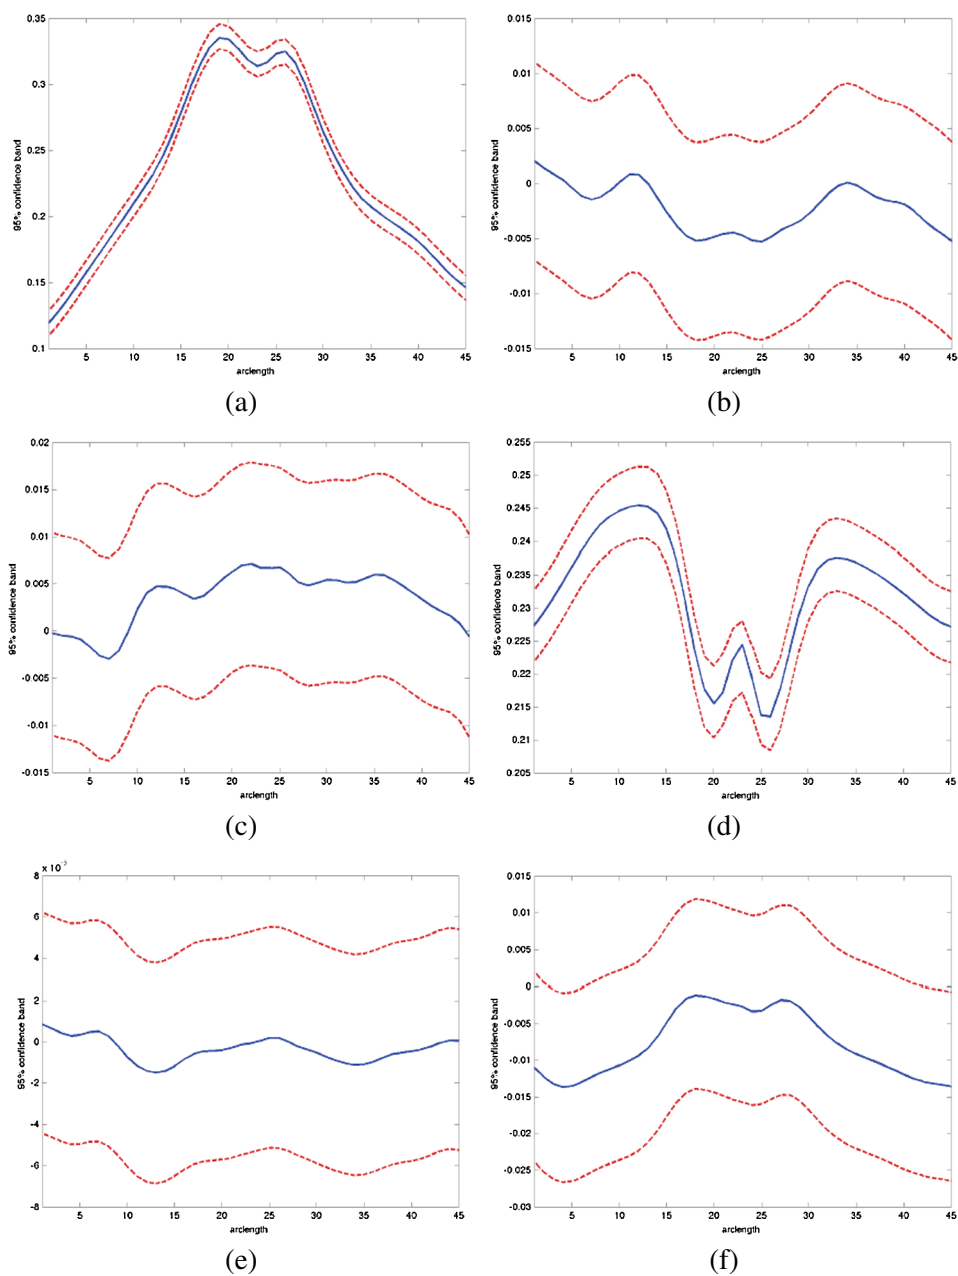 0.35
0.3
0.25
0.2
0.15
0.1
95% confidence band
5 10 15 20 25 30 35 40 45
arclength
(a)
0.015
0.01
0.005
0
-0.005
-0.01
-0.015
95% confidence band
5 10 15 20 25 30 35 40 45
arclength
(b)
0.02
0.015
0.01
0.005
0
-0.005
-0.01
-0.015
95% confidence band
5 10 15 20 25 30 35 40 45
arclength
(c)
0.255
0.25
0.245
0.24
0.235
0.23
0.225
0.22
0.215
0.21
0.205
95% confidence band
5 10 15 20 25 30 35 40 45
arclength
(d)
x 10⁻³
8
6
4
2
0
-2
-4
-6
-8
95% confidence band
5 10 15 20 25 30 35 40 45
arclength
(e)
0.015
0.01
0.005
0
-0.005
-0.01
-0.015
-0.02
-0.025
-0.03
95% confidence band
5 10 15 20 25 30 35 40 45
arclength
(f)